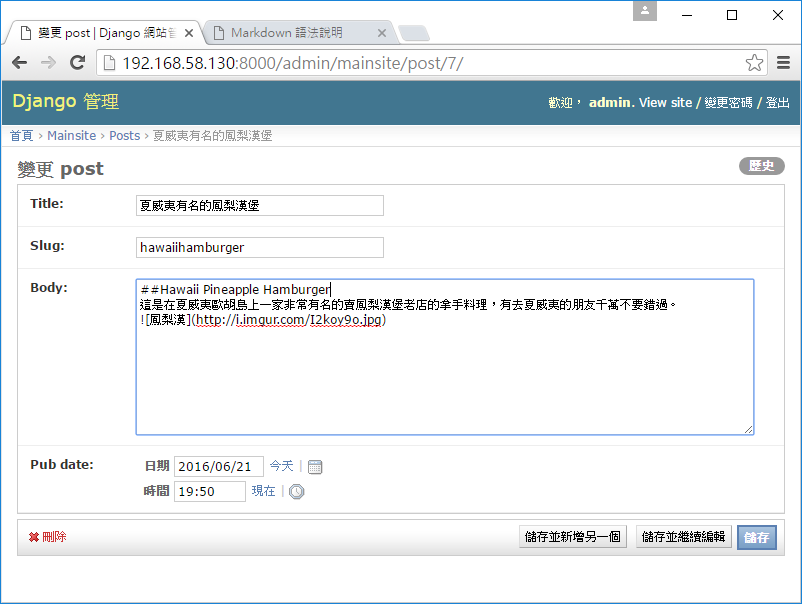 變更 post | Django 網站管
Markdown 語法說明
192.168.58.130:8000/admin/mainsite/post/7/
Django 管理
歡迎， admin. View site / 變更密碼 / 登出
首頁 › Mainsite › Posts › 夏威夷有名的鳳梨漢堡
變更 post
歷史
Title:
夏威夷有名的鳳梨漢堡
Slug:
hawaiihamburger
Body:
##Hawaii Pineapple Hamburger
這是在夏威夷歐胡島上一家非常有名的賣鳳梨漢堡老店的拿手料理，有去夏威夷的朋友千萬不要錯過。
![鳳梨漢](http://i.imgur.com/I2koy9o.jpg)
Pub date:
日期 2016/06/21 今天 |
時間 19:50 現在 |
刪除
儲存並新增另一個
儲存並繼續編輯
儲存